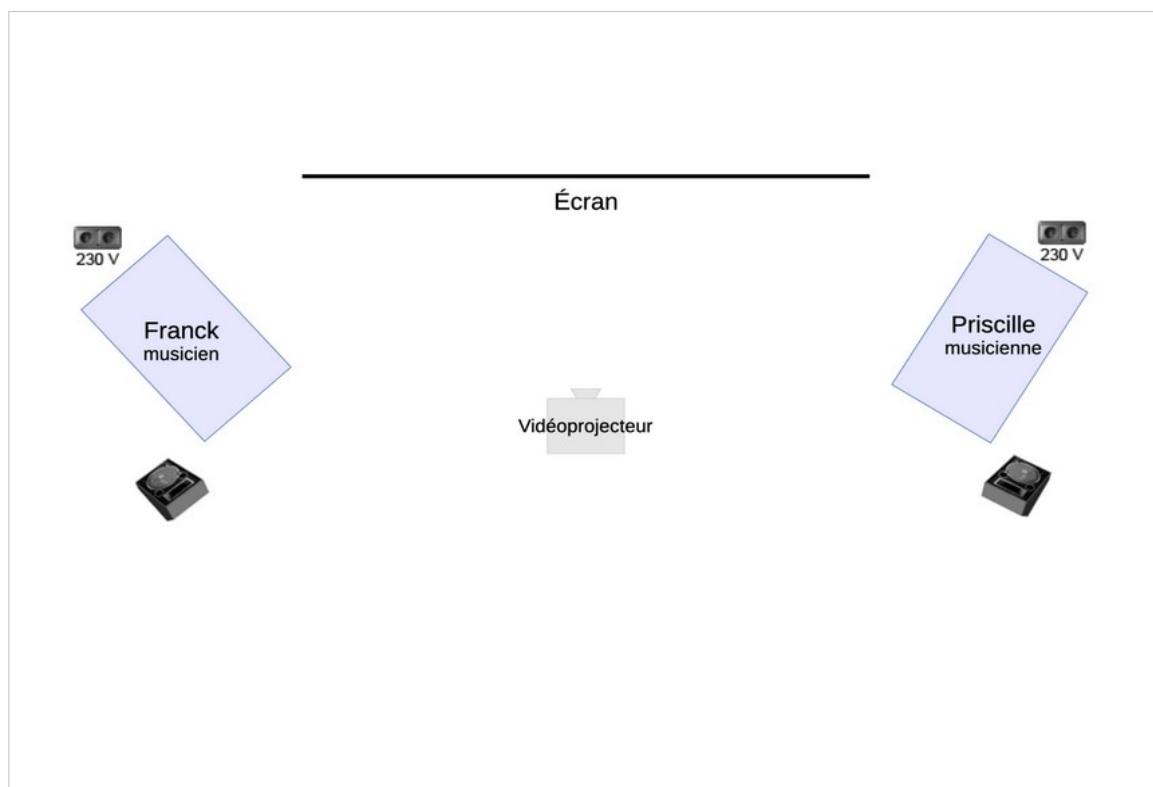 Écran
230 V
230 V
Franck
musicien
Priscille
musicienne
Vidéoprojecteur